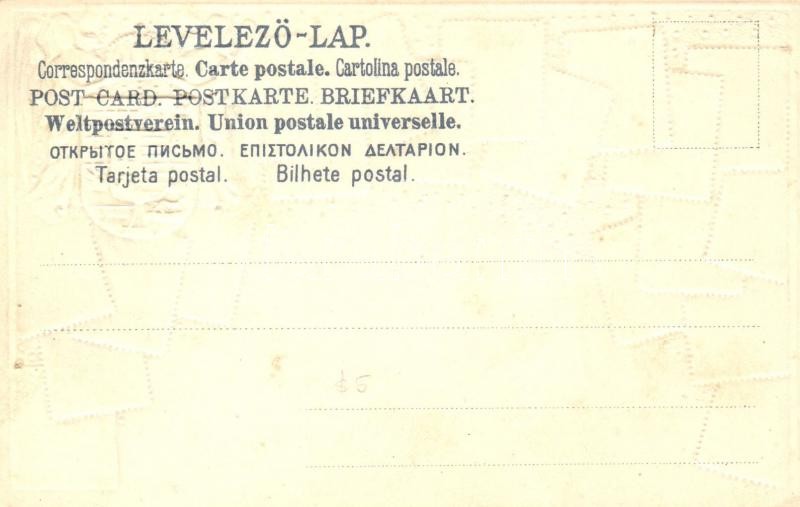 LEVELEZÖ-LAP.
Correspondenzkarte. Carte postale. Cartolina postale.
POST CARD. POSTKARTE. BRIEFKAART.
Weltpostverein. Union postale universelle.
ОТКРЫТОЕ ПИСЬМО. ΕΠΙΣΤΟΛΙΚΟΝ ΔΕΛΤΑΡΙΟΝ.
Tarjeta postal. Bilhete postal.
$5